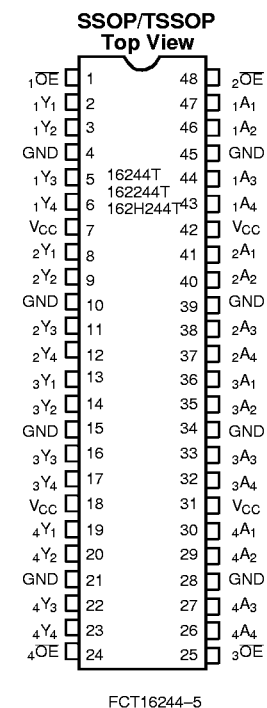 SSOP/TSSOP
Top View
1OE 1 48 2OE
1Y1 2 47 1A1
1Y2 3 46 1A2
GND 4 45 GND
1Y3 5 16244T 44 1A3
162244T
1Y4 6 162H244T 43 1A4
VCC 7 42 VCC
2Y1 8 41 2A1
2Y2 9 40 2A2
GND 10 39 GND
2Y3 11 38 2A3
2Y4 12 37 2A4
3Y1 13 36 3A1
3Y2 14 35 3A2
GND 15 34 GND
3Y3 16 33 3A3
3Y4 17 32 3A4
VCC 18 31 VCC
4Y1 19 30 4A1
4Y2 20 29 4A2
GND 21 28 GND
4Y3 22 27 4A3
4Y4 23 26 4A4
4OE 24 25 3OE
FCT16244–5